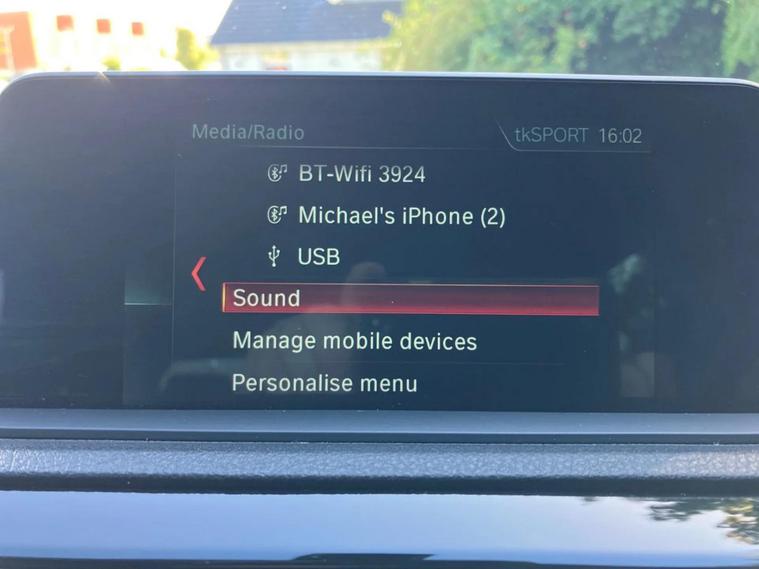 Media/Radio
tkSPORT 16:02
BT-Wifi 3924
Michael's iPhone (2)
USB
Sound
Manage mobile devices
Personalise menu